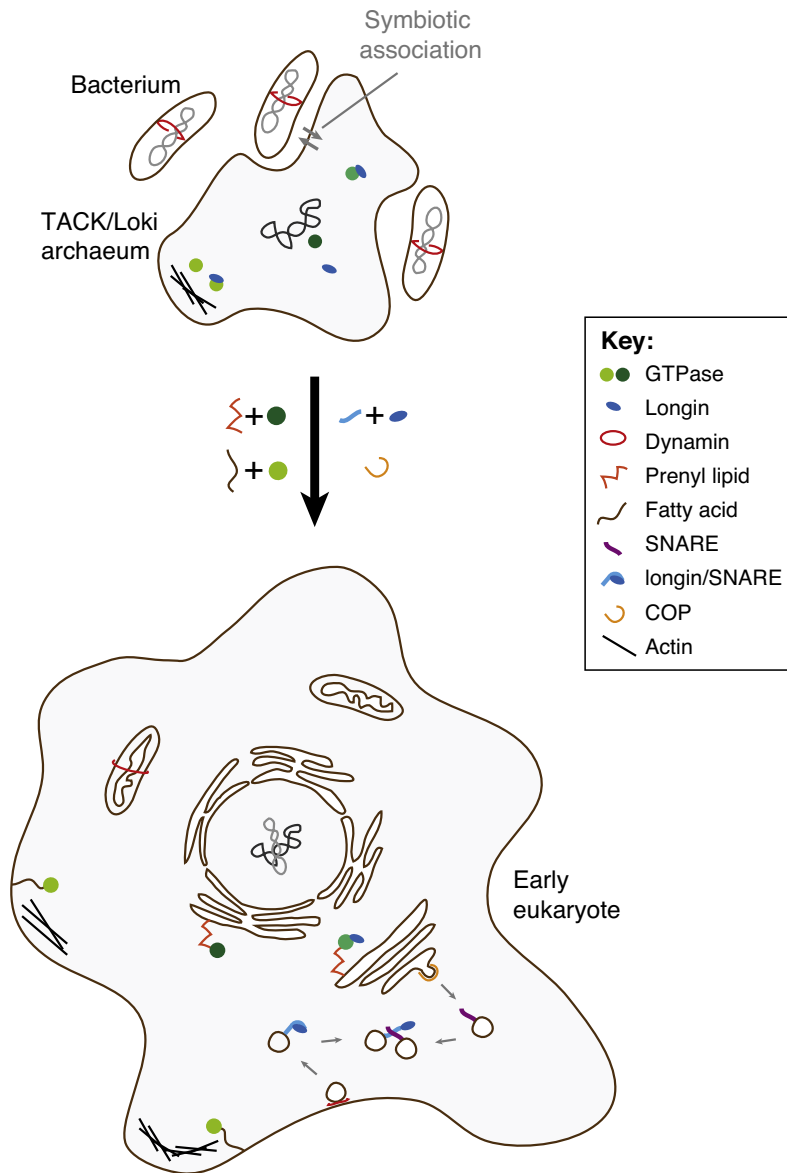 Symbiotic
association
Bacterium
TACK/Loki
archaeum
+ +
+
Key:
GTPase
Longin
Dynamin
Prenyl lipid
Fatty acid
SNARE
longin/SNARE
COP
Actin
Early
eukaryote